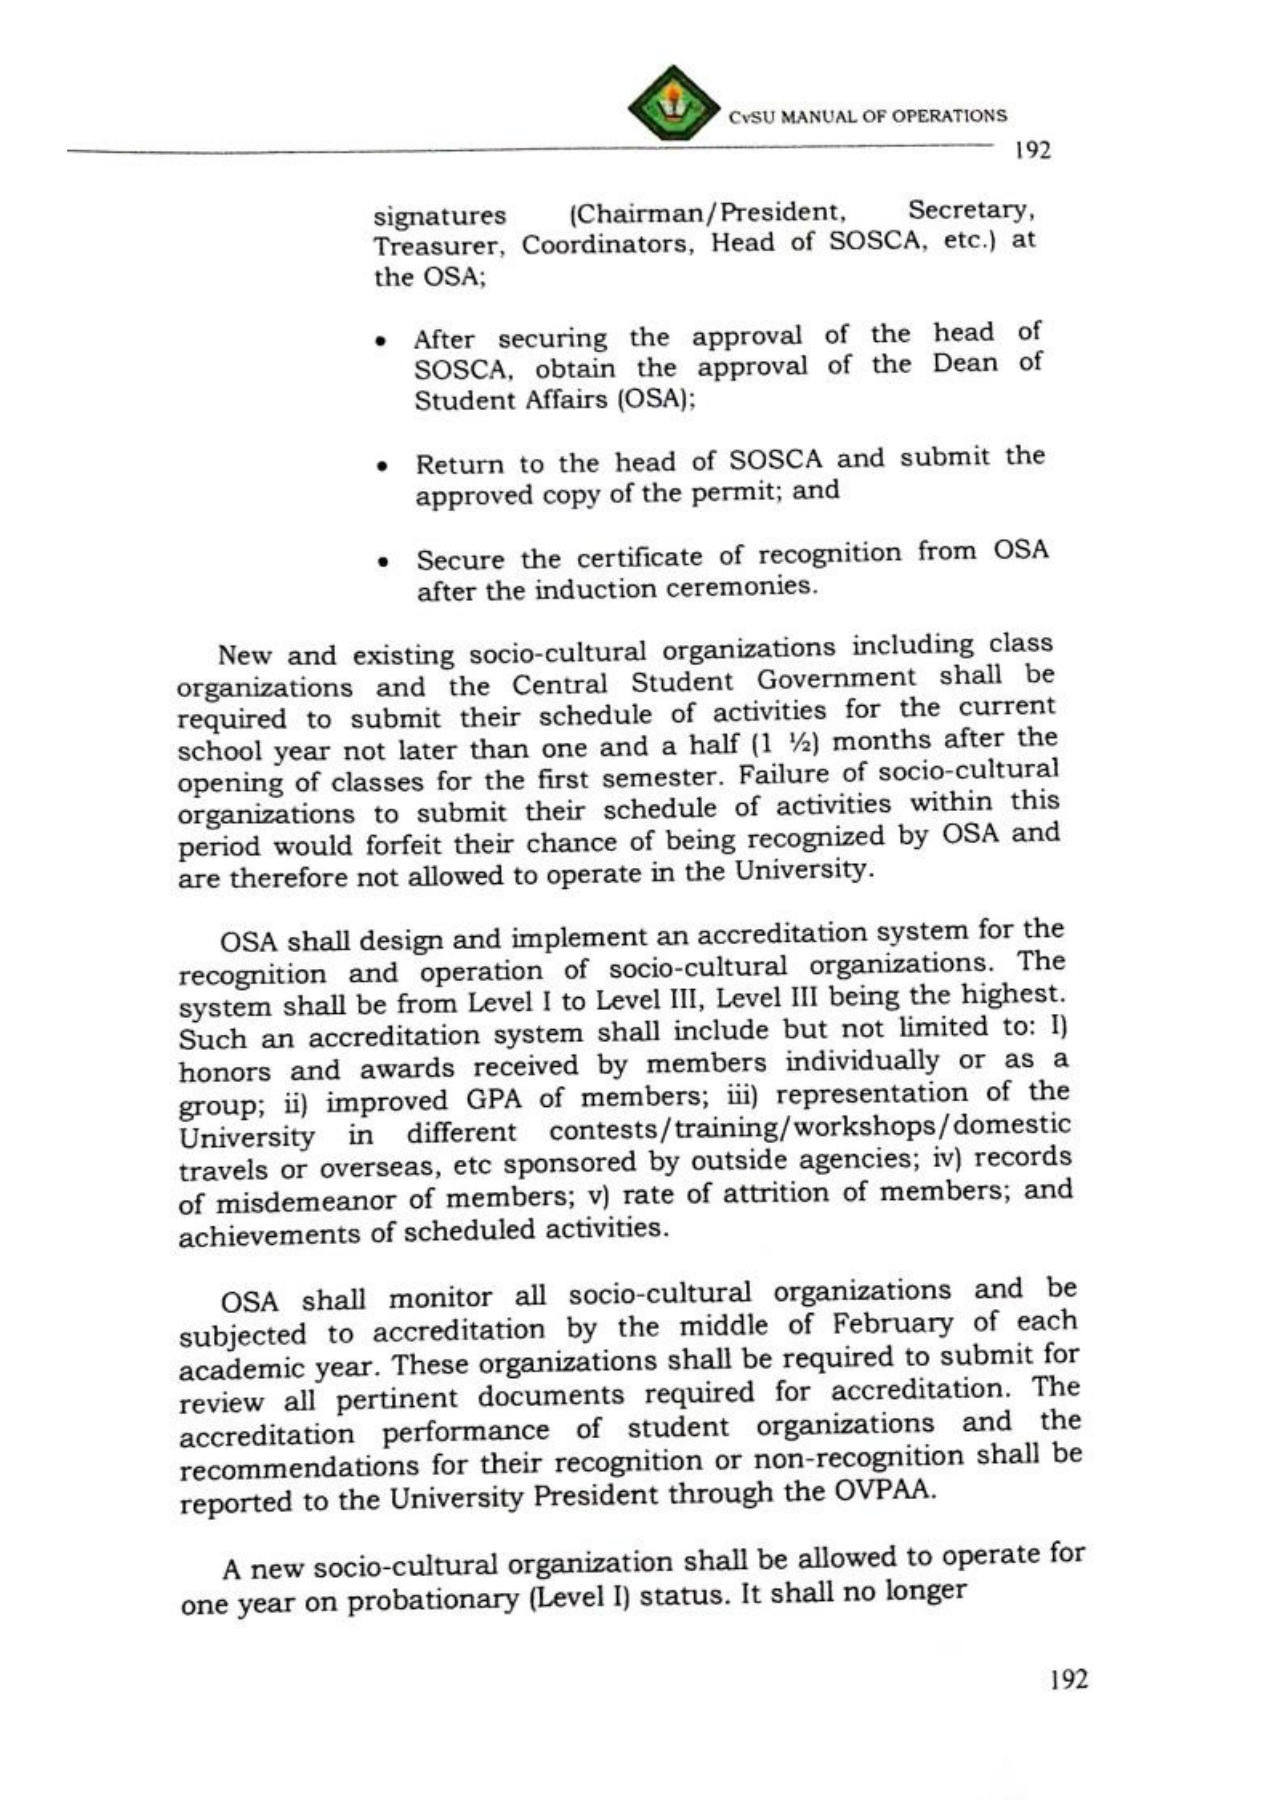 CvSU MANUAL OF OPERATIONS
192
signatures (Chairman/President, Secretary,
Treasurer, Coordinators, Head of SOSCA, etc.) at
the OSA;
• After securing the approval of the head of
SOSCA, obtain the approval of the Dean of
Student Affairs (OSA);
• Return to the head of SOSCA and submit the
approved copy of the permit; and
• Secure the certificate of recognition from OSA
after the induction ceremonies.
New and existing socio-cultural organizations including class
organizations and the Central Student Government shall be
required to submit their schedule of activities for the current
school year not later than one and a half (1 ½) months after the
opening of classes for the first semester. Failure of socio-cultural
organizations to submit their schedule of activities within this
period would forfeit their chance of being recognized by OSA and
are therefore not allowed to operate in the University.
OSA shall design and implement an accreditation system for the
recognition and operation of socio-cultural organizations. The
system shall be from Level I to Level III, Level III being the highest.
Such an accreditation system shall include but not limited to: I)
honors and awards received by members individually or as a
group; ii) improved GPA of members; iii) representation of the
University in different contests/training/workshops/domestic
travels or overseas, etc sponsored by outside agencies; iv) records
of misdemeanor of members; v) rate of attrition of members; and
achievements of scheduled activities.
OSA shall monitor all socio-cultural organizations and be
subjected to accreditation by the middle of February of each
academic year. These organizations shall be required to submit for
review all pertinent documents required for accreditation. The
accreditation performance of student organizations and the
recommendations for their recognition or non-recognition shall be
reported to the University President through the OVPAA.
A new socio-cultural organization shall be allowed to operate for
one year on probationary (Level I) status. It shall no longer
192